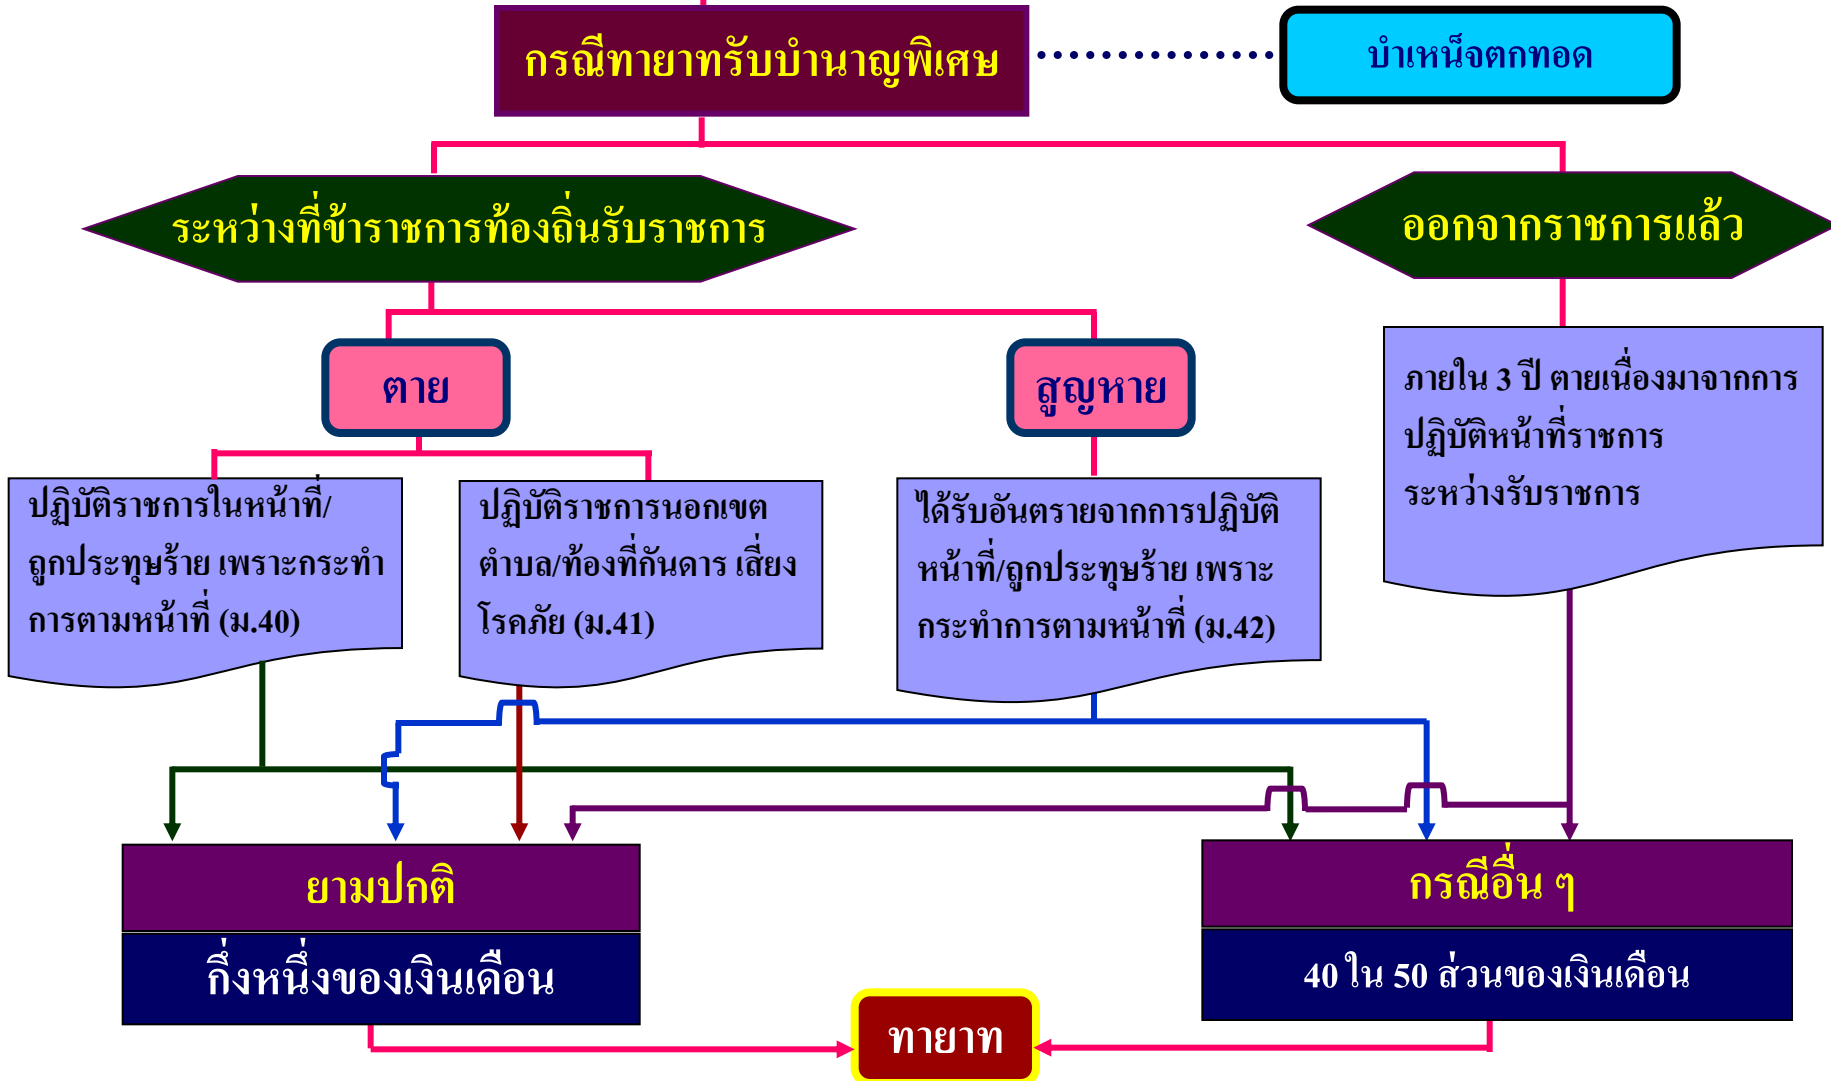 กรณีทายาทรับบำนาญพิเศษ
บำเหน็จตกทอด
ระหว่างที่ข้าราชการท้องถิ่นรับราชการ
ออกจากราชการแล้ว
ตาย
สูญหาย
ภายใน 3 ปี ตายเนื่องมาจากการ
ปฏิบัติหน้าที่ราชการ
ระหว่างรับราชการ
ปฏิบัติราชการในหน้าที่/
ถูกประทุษร้าย เพราะกระทำ
การตามหน้าที่ (ม.40)
ปฏิบัติราชการนอกเขต
ตำบล/ท้องที่กันดาร เสี่ยง
โรคภัย (ม.41)
ได้รับอันตรายจากการปฏิบัติ
หน้าที่/ถูกประทุษร้าย เพราะ
กระทำการตามหน้าที่ (ม.42)
ยามปกติ
กึ่งหนึ่งของเงินเดือน
กรณีอื่น ๆ
40 ใน 50 ส่วนของเงินเดือน
ทายาท